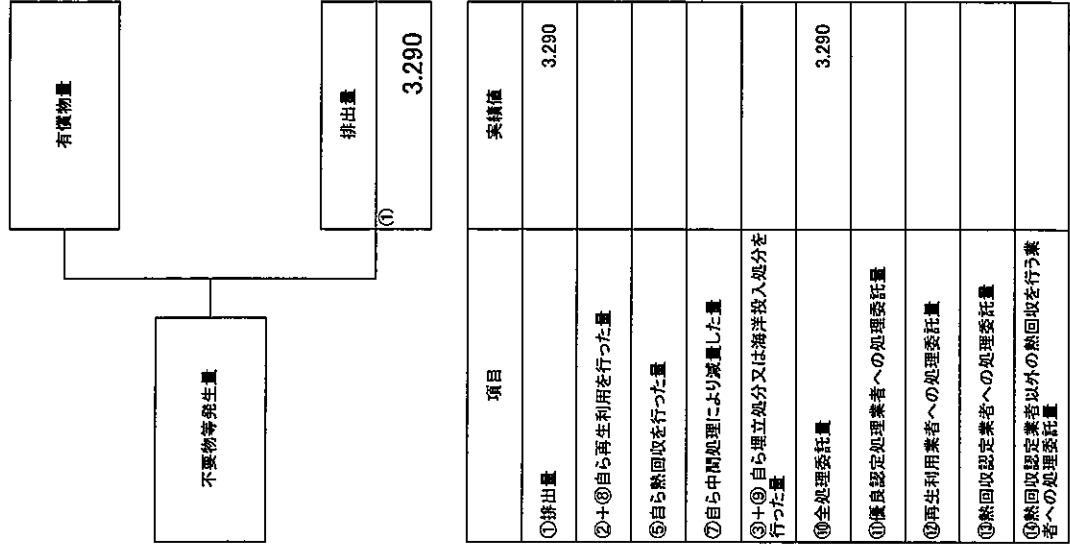 有償物量
不要物等発生量
排出量
①
3.290
項目
実績値
①排出量
3.290
②+⑧自ら再生利用を行った量
⑤自ら熱回収を行った量
⑦自ら中間処理により減量した量
③+⑨ 自ら埋立処分又は海洋投入処分を
行った量
⑩全処理委託量
3.290
⑪優良認定処理業者への処理委託量
⑫再生利用業者への処理委託量
⑬熱回収認定業者への処理委託量
⑭熱回収認定業者以外の熱回収を行う業
者への処理委託量